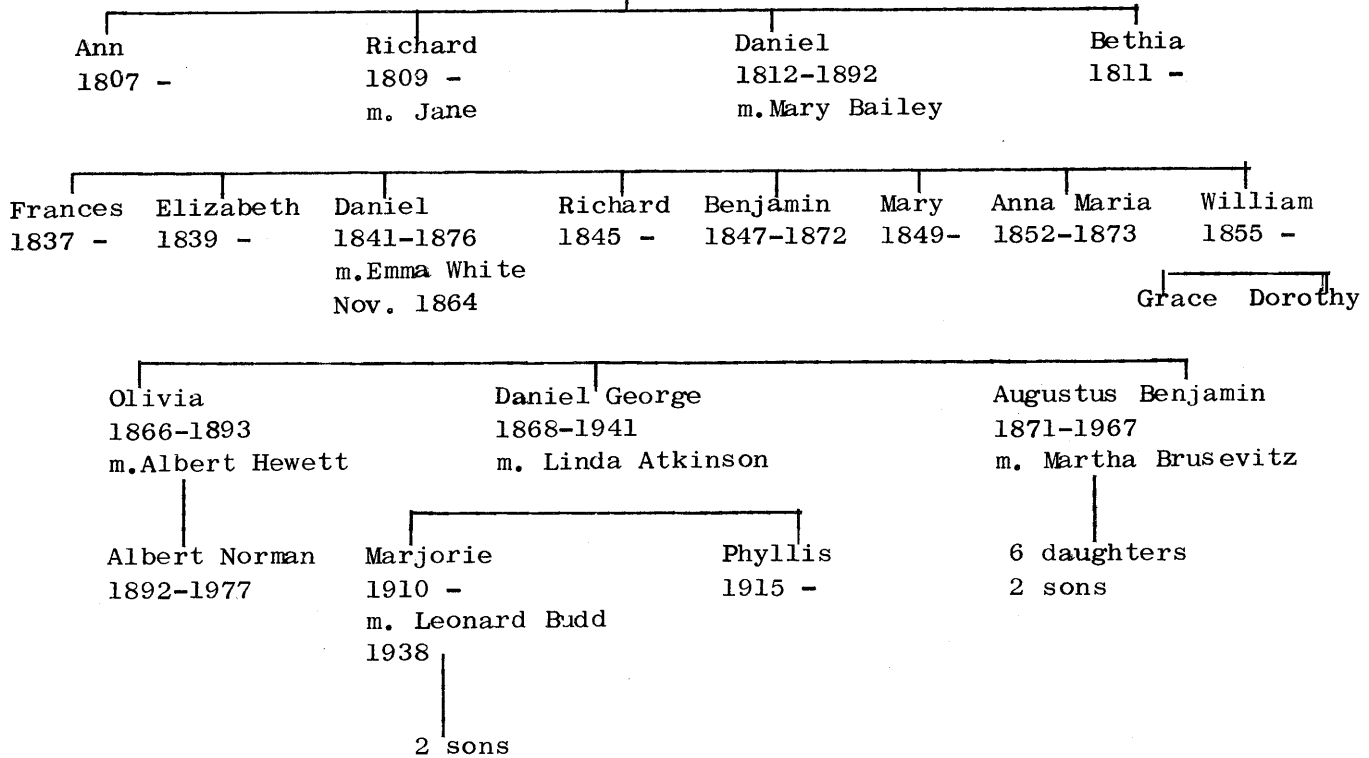 Ann Richard Daniel Bethia
1807 - 1809 - 1812-1892 1811 -
m. Jane m.Mary Bailey
Frances Elizabeth Daniel Richard Benjamin Mary Anna Maria William
1837 - 1839 - 1841-1876 1845 - 1847-1872 1849- 1852-1873 1855 -
m.Emma White
Nov. 1864
Grace Dorothy
Olivia Daniel George Augustus Benjamin
1866-1893 1868-1941 1871-1967
m.Albert Hewett m. Linda Atkinson m. Martha Brusevitz
Albert Norman Marjorie Phyllis 6 daughters
1892-1977 1910 - 1915 - 2 sons
m. Leonard Budd
1938
2 sons